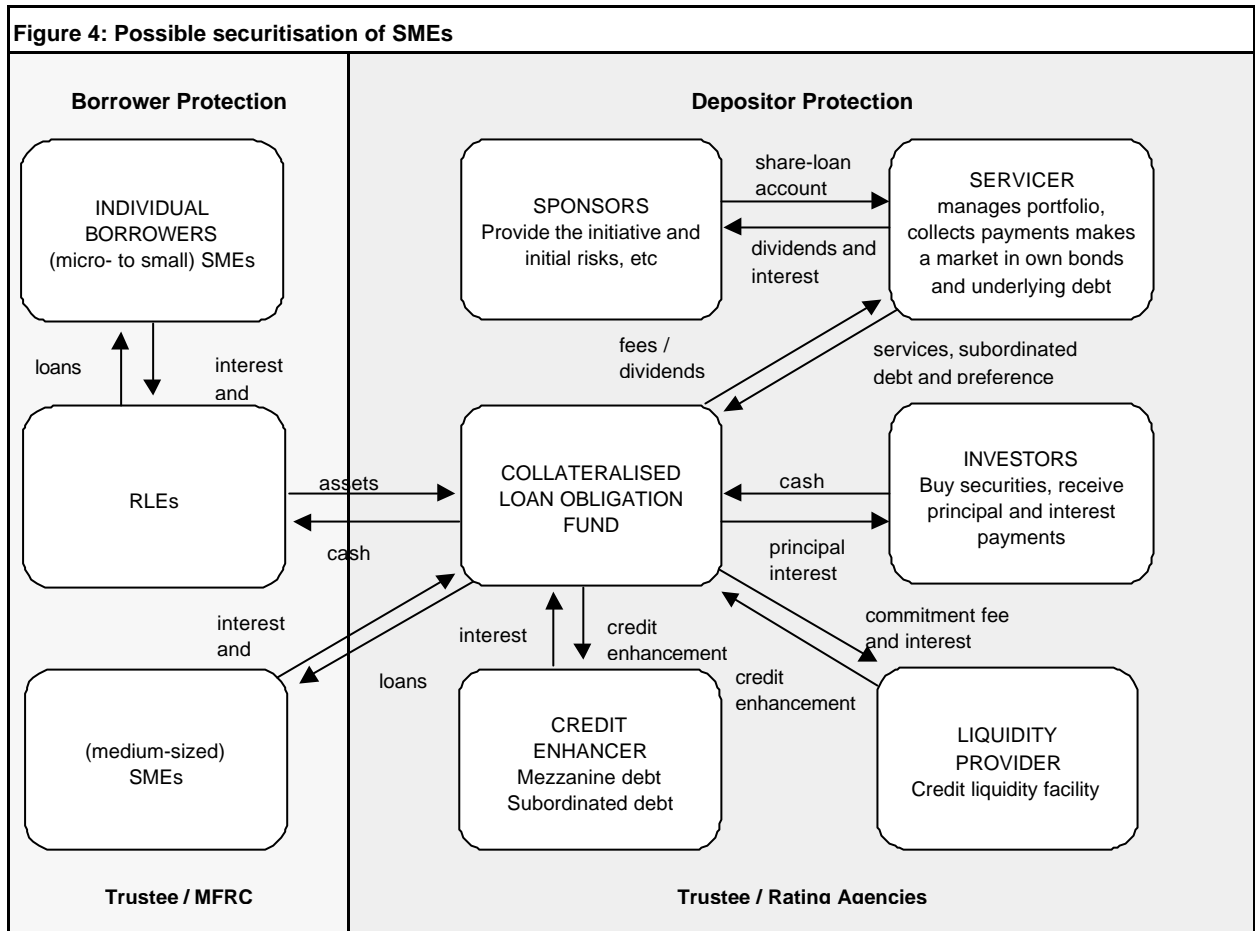 Figure 4: Possible securitisation of SMEs
Borrower Protection
Depositor Protection
INDIVIDUAL
BORROWERS
(micro- to small) SMEs
SPONSORS
Provide the initiative and
initial risks, etc
share-loan
account
dividends and
interest
SERVICER
manages portfolio,
collects payments makes
a market in own bonds
and underlying debt
loans
interest
and
fees /
dividends
services, subordinated
debt and preference
RLEs
assets
cash
COLLATERALISED
LOAN OBLIGATION
FUND
cash
principal
interest
INVESTORS
Buy securities, receive
principal and interest
payments
interest
and
loans
interest
credit
enhancement
commitment fee
and interest
credit
enhancement
(medium-sized)
SMEs
CREDIT
ENHANCER
Mezzanine debt
Subordinated debt
LIQUIDITY
PROVIDER
Credit liquidity facility
Trustee / MFRC
Trustee / Rating Agencies